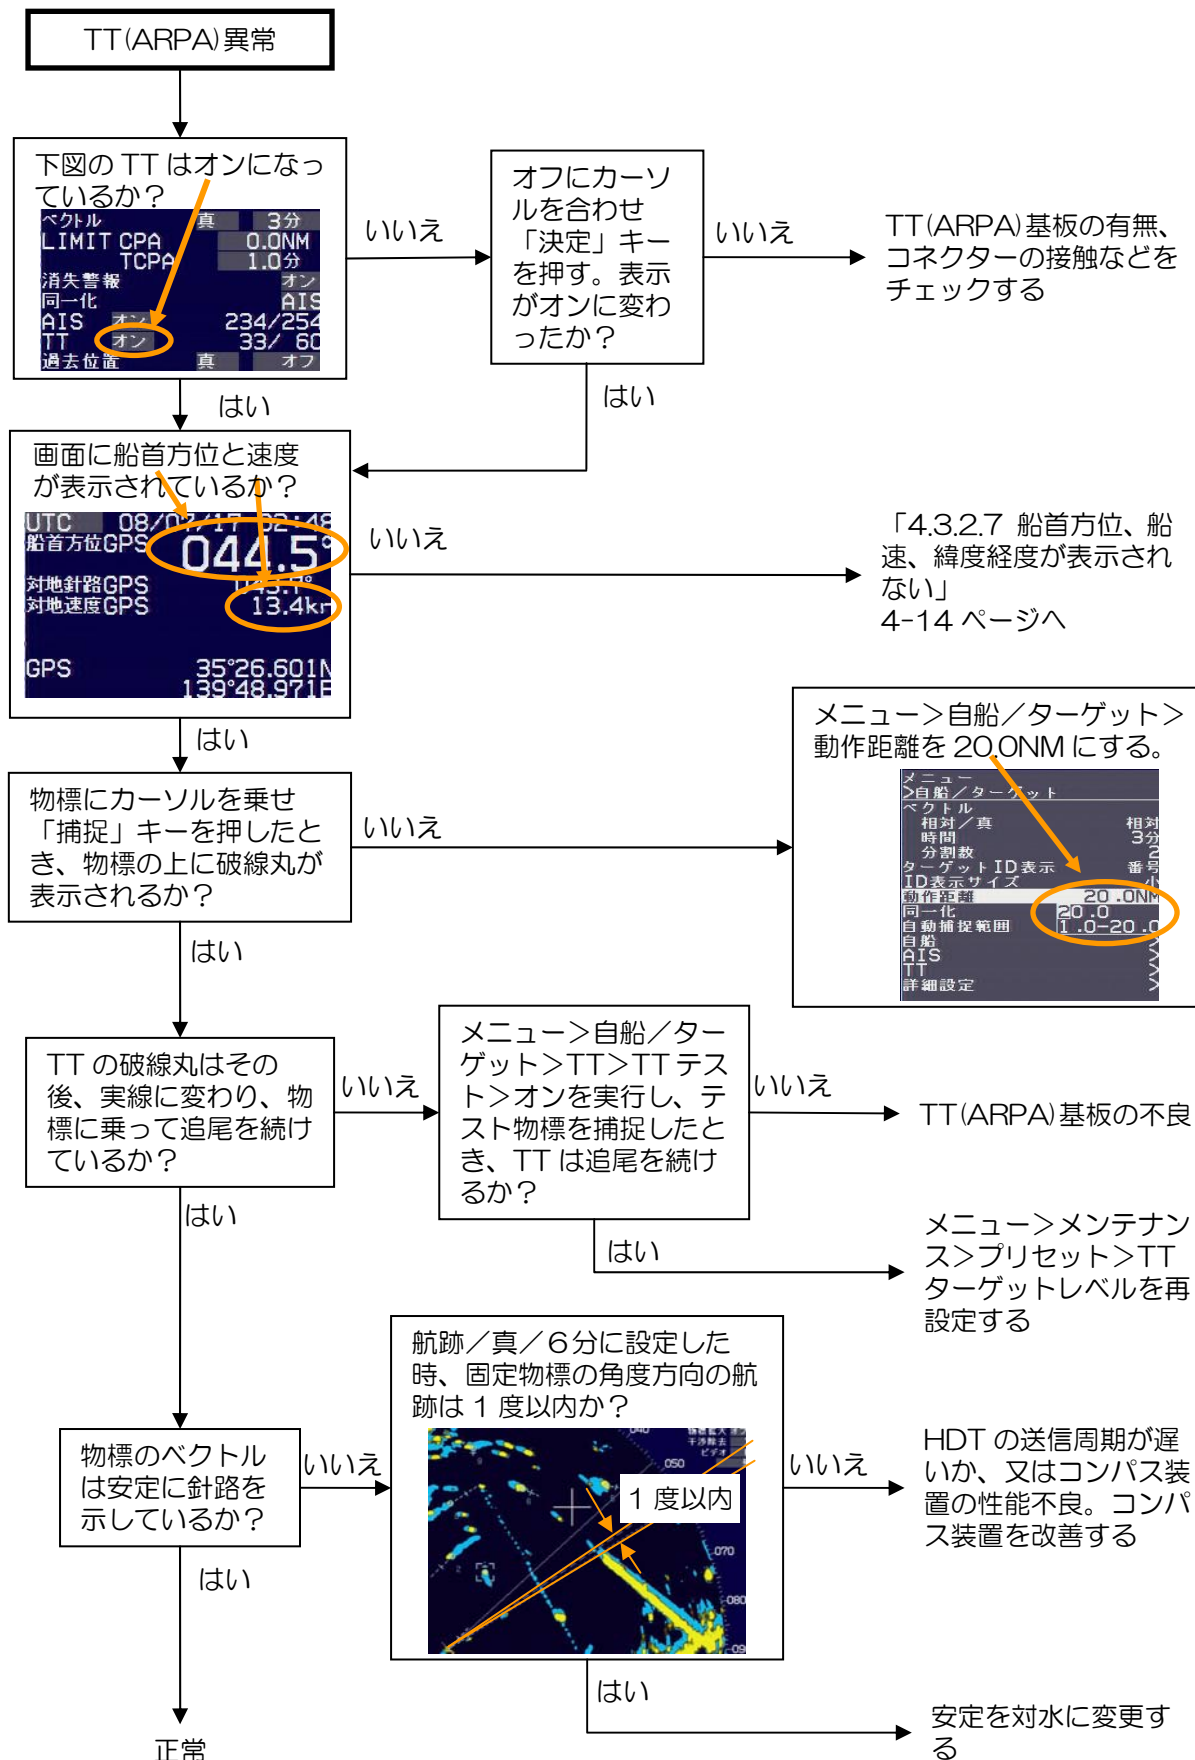 TT(ARPA)異常
下図の TT はオンになっ
ているか？
ベクトル 真 3分
LIMIT CPA 0.0NM
TCPA 1.0分
消失警報 オン
同一化 AIS
AIS オン 234/254
TT オン 33/ 60
過去位置 真 オフ
いいえ
オフにカーソ
ルを合わせ
「決定」キー
を押す。表示
がオンに変わ
ったか？
いいえ
TT(ARPA)基板の有無、
コネクターの接触などを
チェックする
はい
はい
画面に船首方位と速度
が表示されているか？
UTC 08/07/17 02:48
船首方位GPS 044.5°
対地針路GPS
対地速度GPS 13.4kn
GPS 35°26.601N
139°48.971E
いいえ
「4.3.2.7 船首方位、船
速、緯度経度が表示され
ない」
4-14 ページへ
はい
物標にカーソルを乗せ
「捕捉」キーを押したと
き、物標の上に破線丸が
表示されるか？
いいえ
メニュー＞自船／ターゲット＞
動作距離を 20.0NM にする。
メニュー
>自船／ターゲット
ベクトル
相対／真 相対
時間 3分
分割数 2
ターゲットID表示 番号
ID表示サイズ 小
動作距離 20.0NM
同一化 20.0
自動捕捉範囲 1.0-20.0
自船 >
AIS >
TT >
詳細設定 >
はい
TT の破線丸はその
後、実線に変わり、物
標に乗って追尾を続け
ているか？
いいえ
メニュー＞自船／ター
ゲット＞TT＞TT テス
ト＞オンを実行し、テ
スト物標を捕捉したと
き、TT は追尾を続け
るか？
いいえ
TT(ARPA)基板の不良
はい
メニュー＞メンテナン
ス＞プリセット＞TT
ターゲットレベルを再
設定する
はい
物標のベクトル
は安定に針路を
示しているか？
いいえ
航跡／真／６分に設定した
時、固定物標の角度方向の航
跡は 1 度以内か？
040
物標拡大 オフ
干渉除去
ビデオ
050
1 度以内
070
080
09
いいえ
HDT の送信周期が遅
いか、又はコンパス装
置の性能不良。コンパ
ス装置を改善する
はい
安定を対水に変更す
る
はい
正常